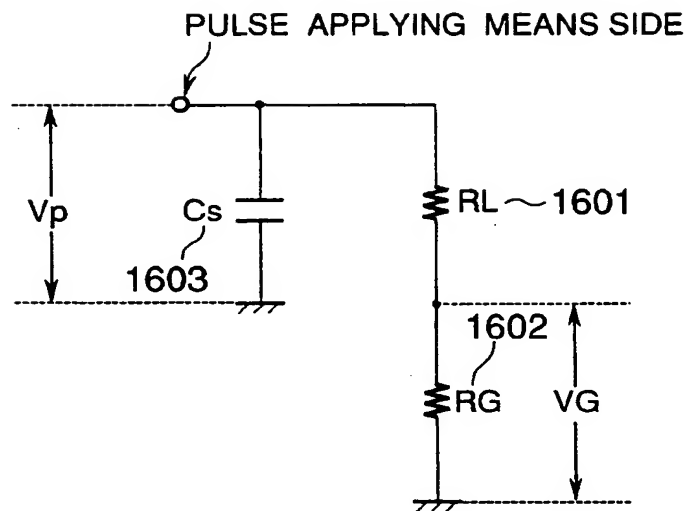 PULSE APPLYING MEANS SIDE
Vp
Cs
1603
RL 1601
1602
RG
VG